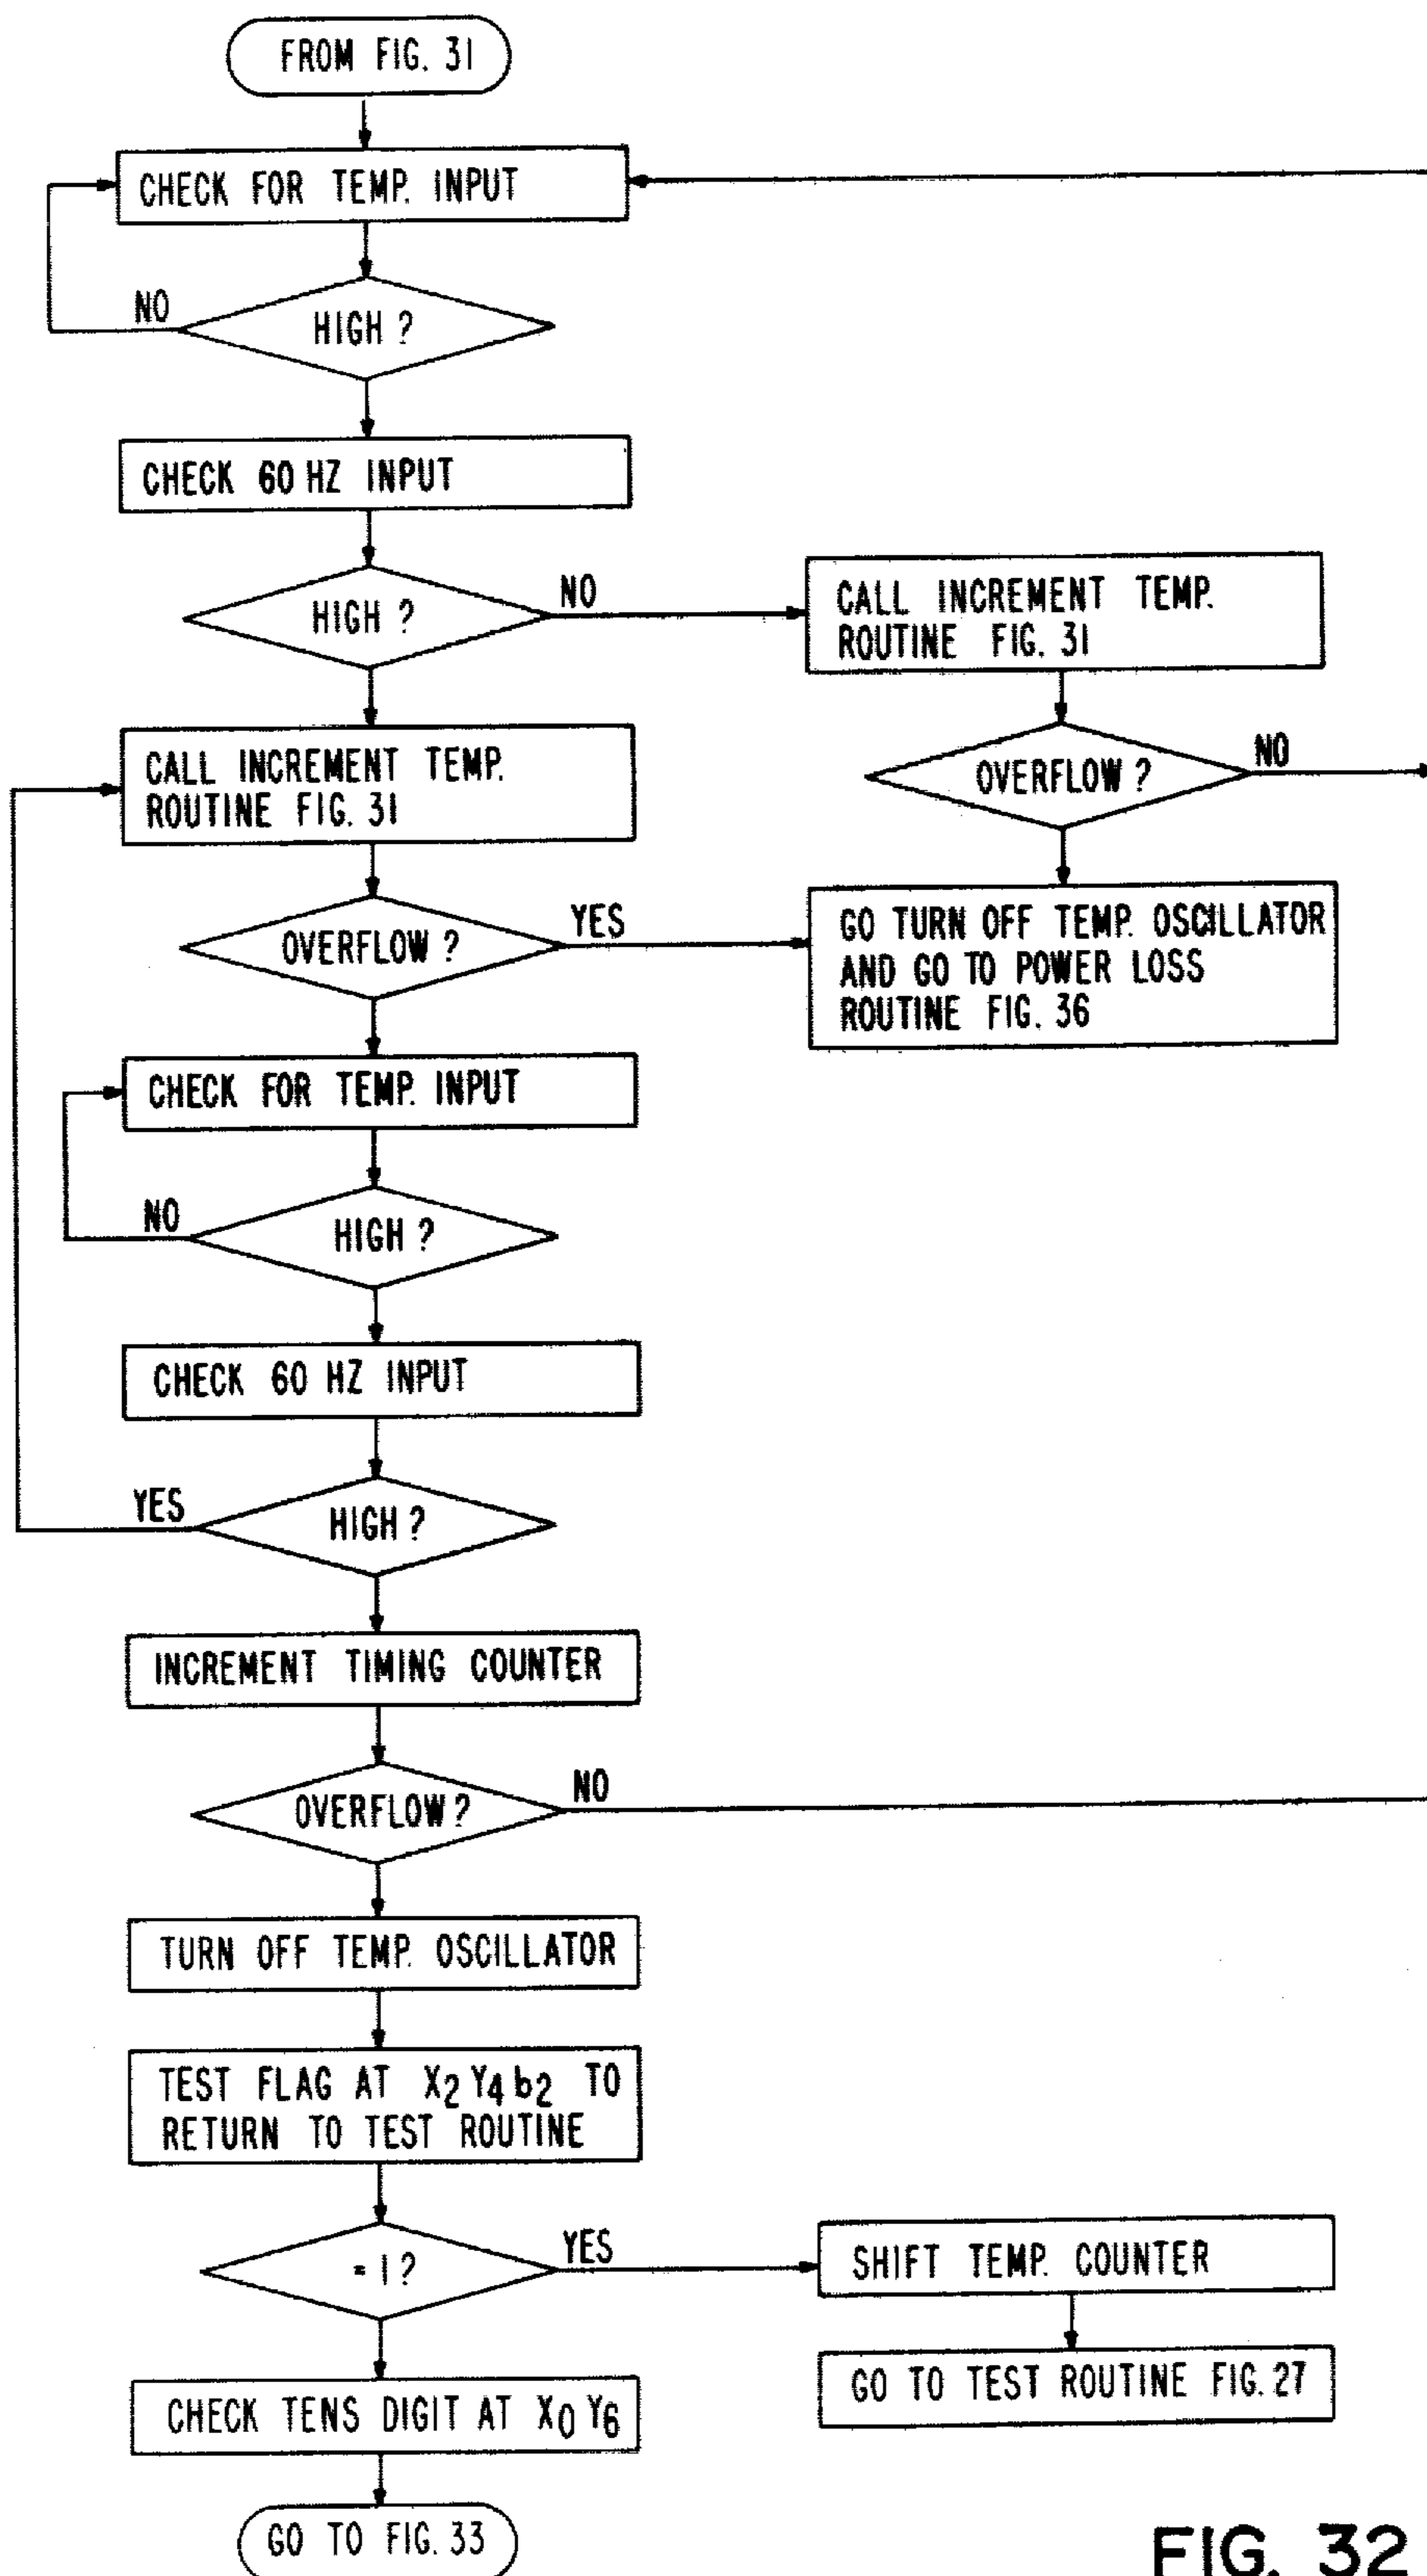 FROM FIG. 31
CHECK FOR TEMP. INPUT
NO
HIGH ?
CHECK 60 HZ INPUT
HIGH ?
NO
CALL INCREMENT TEMP.
ROUTINE FIG. 31
OVERFLOW ?
NO
CALL INCREMENT TEMP.
ROUTINE FIG. 31
OVERFLOW ?
YES
GO TURN OFF TEMP. OSCILLATOR
AND GO TO POWER LOSS
ROUTINE FIG. 36
CHECK FOR TEMP. INPUT
NO
HIGH ?
CHECK 60 HZ INPUT
YES
HIGH ?
INCREMENT TIMING COUNTER
OVERFLOW ?
NO
TURN OFF TEMP. OSCILLATOR
TEST FLAG AT X2 Y4 b2 TO
RETURN TO TEST ROUTINE
= 1 ?
YES
SHIFT TEMP. COUNTER
GO TO TEST ROUTINE FIG. 27
CHECK TENS DIGIT AT X0 Y6
GO TO FIG. 33
FIG. 32